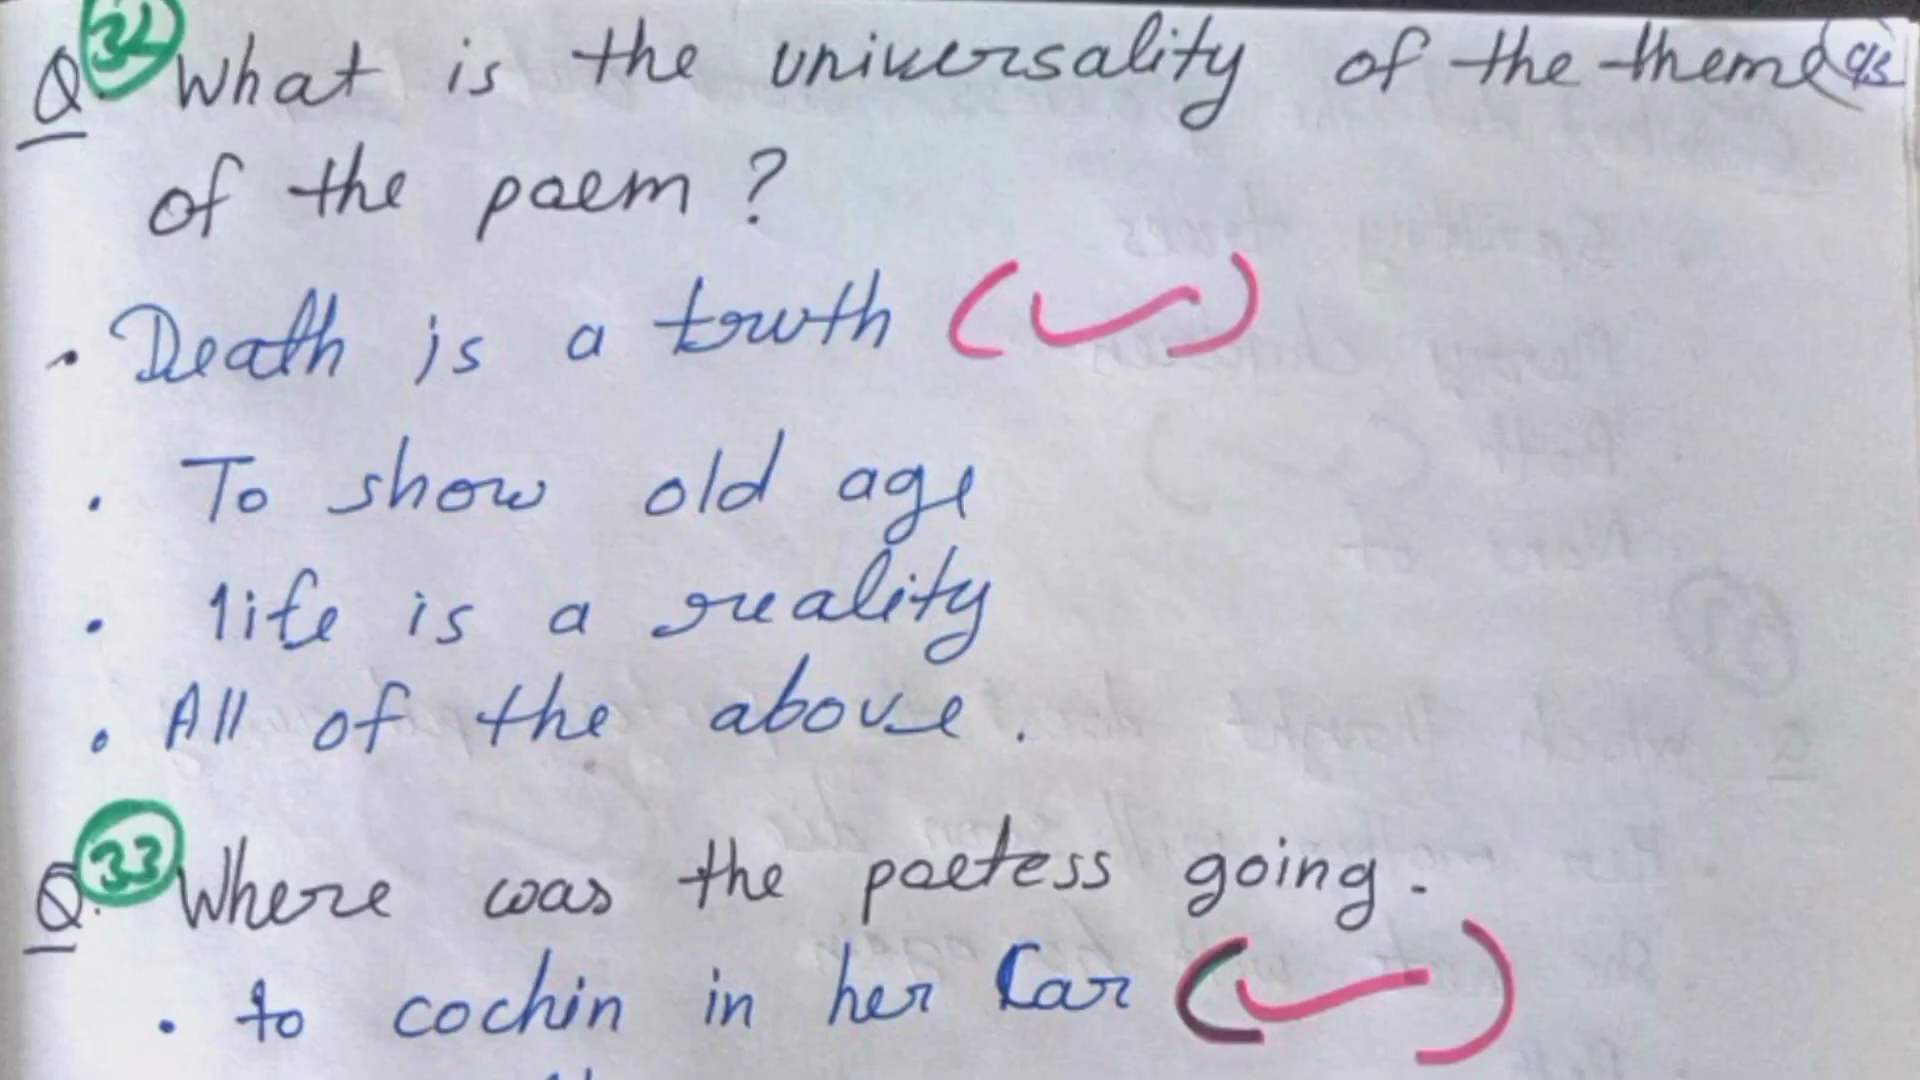 Q. 32 What is the universality of the theme
of the poem ?
. Death is a truth (✓)
. To show old age
. life is a reality
. All of the above .
Q. 33 Where was the poetess going .
. to cochin in her Car (✓)